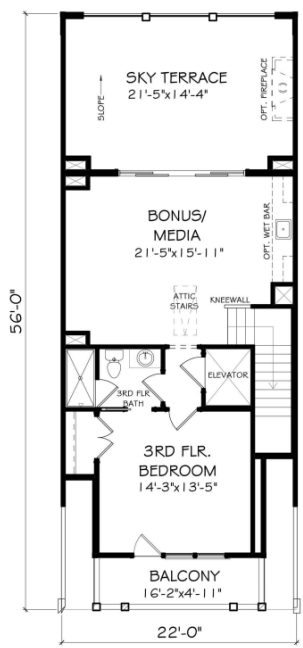 SKY TERRACE
21'-5"x14'-4"
SLOPE
OPT. FIREPLACE
BONUS/
MEDIA
21'-5"x15'-11"
OPT. WET BAR
ATTIC
STAIRS
KNEEWALL
56'-0"
ELEVATOR
3RD FLR
BATH
3RD FLR.
BEDROOM
14'-3"x13'-5"
BALCONY
16'-2"x4'-11"
22'-0"